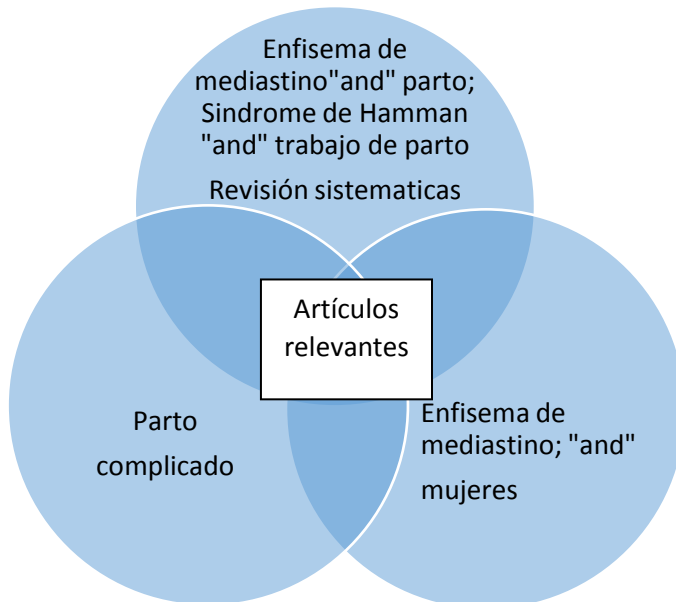 Enfisema de
mediastino"and" parto;
Sindrome de Hamman
"and" trabajo de parto
Revisión sistematicas
Artículos
relevantes
Parto
complicado
Enfisema de
mediastino; "and"
mujeres